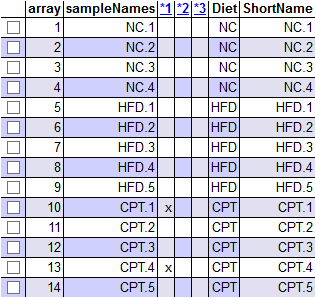 array sampleNames *1 *2 *3 Diet ShortName
1 NC.1 NC NC.1
2 NC.2 NC NC.2
3 NC.3 NC NC.3
4 NC.4 NC NC.4
5 HFD.1 HFD HFD.1
6 HFD.2 HFD HFD.2
7 HFD.3 HFD HFD.3
8 HFD.4 HFD HFD.4
9 HFD.5 HFD HFD.5
10 CPT.1 x CPT CPT.1
11 CPT.2 CPT CPT.2
12 CPT.3 CPT CPT.3
13 CPT.4 x CPT CPT.4
14 CPT.5 CPT CPT.5